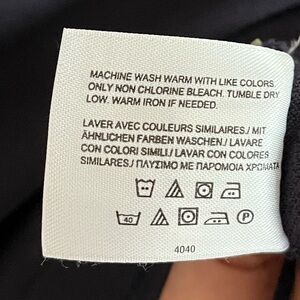 MACHINE WASH WARM WITH LIKE COLORS.
ONLY NON CHLORINE BLEACH. TUMBLE DRY
LOW. WARM IRON IF NEEDED.
LAVER AVEC COULEURS SIMILAIRES./ MIT
ÄHNLICHEN FARBEN WASCHEN./ LAVARE
CON COLORI SIMILI./ LAVAR CON COLORES
SIMILARES./ ΠΛΥΣΙΜΟ ΜΕ ΠΑΡΟΜΟΙΑ ΧΡΩΜΑΤΑ
40
4040